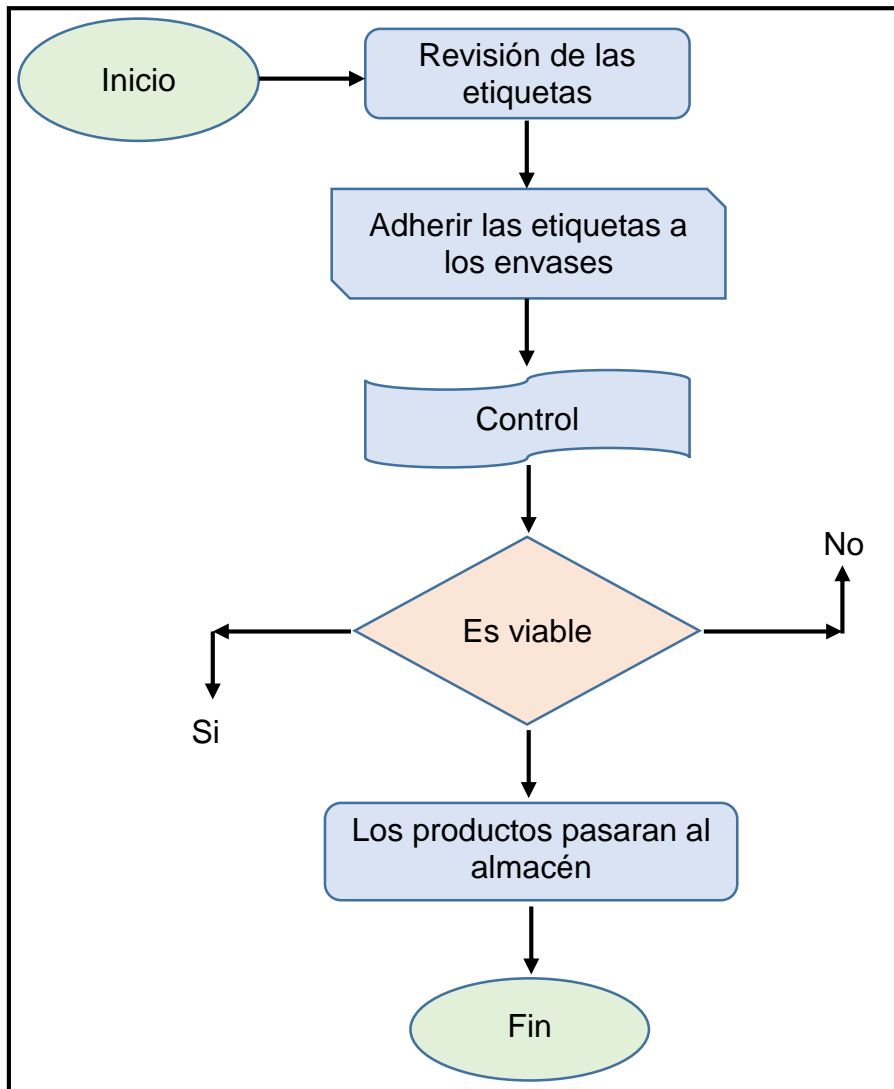 Inicio
Revisión de las
etiquetas
Adherir las etiquetas a
los envases
Control
No
Es viable
Si
Los productos pasaran al
almacén
Fin